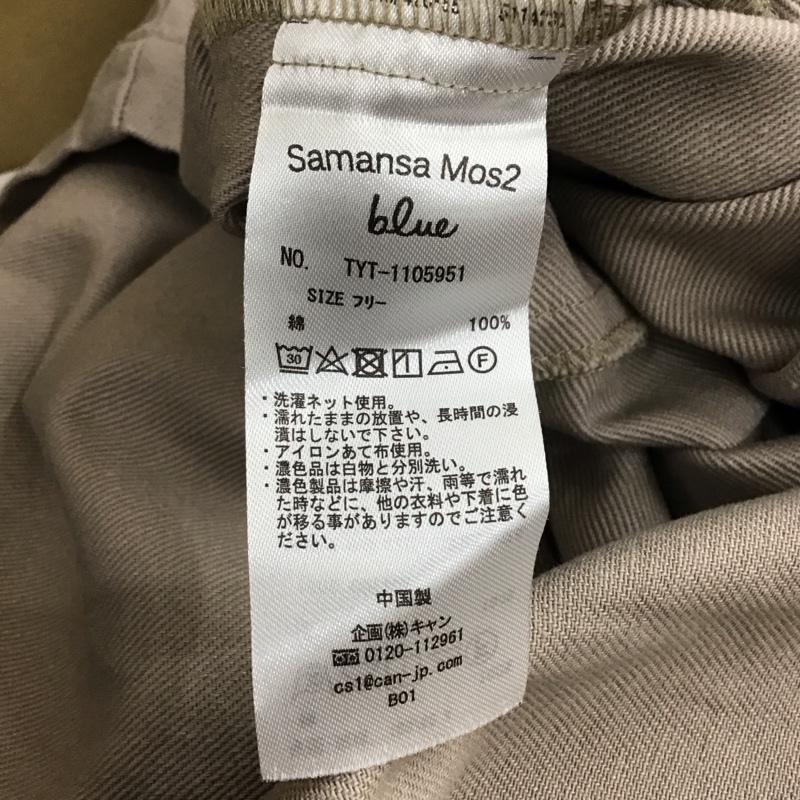 Samansa Mos2
blue
NO. TYT-1105951
SIZE フリー
綿 100%
30 F
・洗濯ネット使用。
・濡れたままの放置や、長時間の浸
漬はしないで下さい。
・アイロンあて布使用。
・濃色品は白物と分別洗い。
・濃色製品は摩擦や汗、雨等で濡れ
た時などに、他の衣料や下着に色
が移る事がありますのでご注意く
ださい。
中国製
企画(株)キャン
0120-112961
cs1@can-jp.com
B01